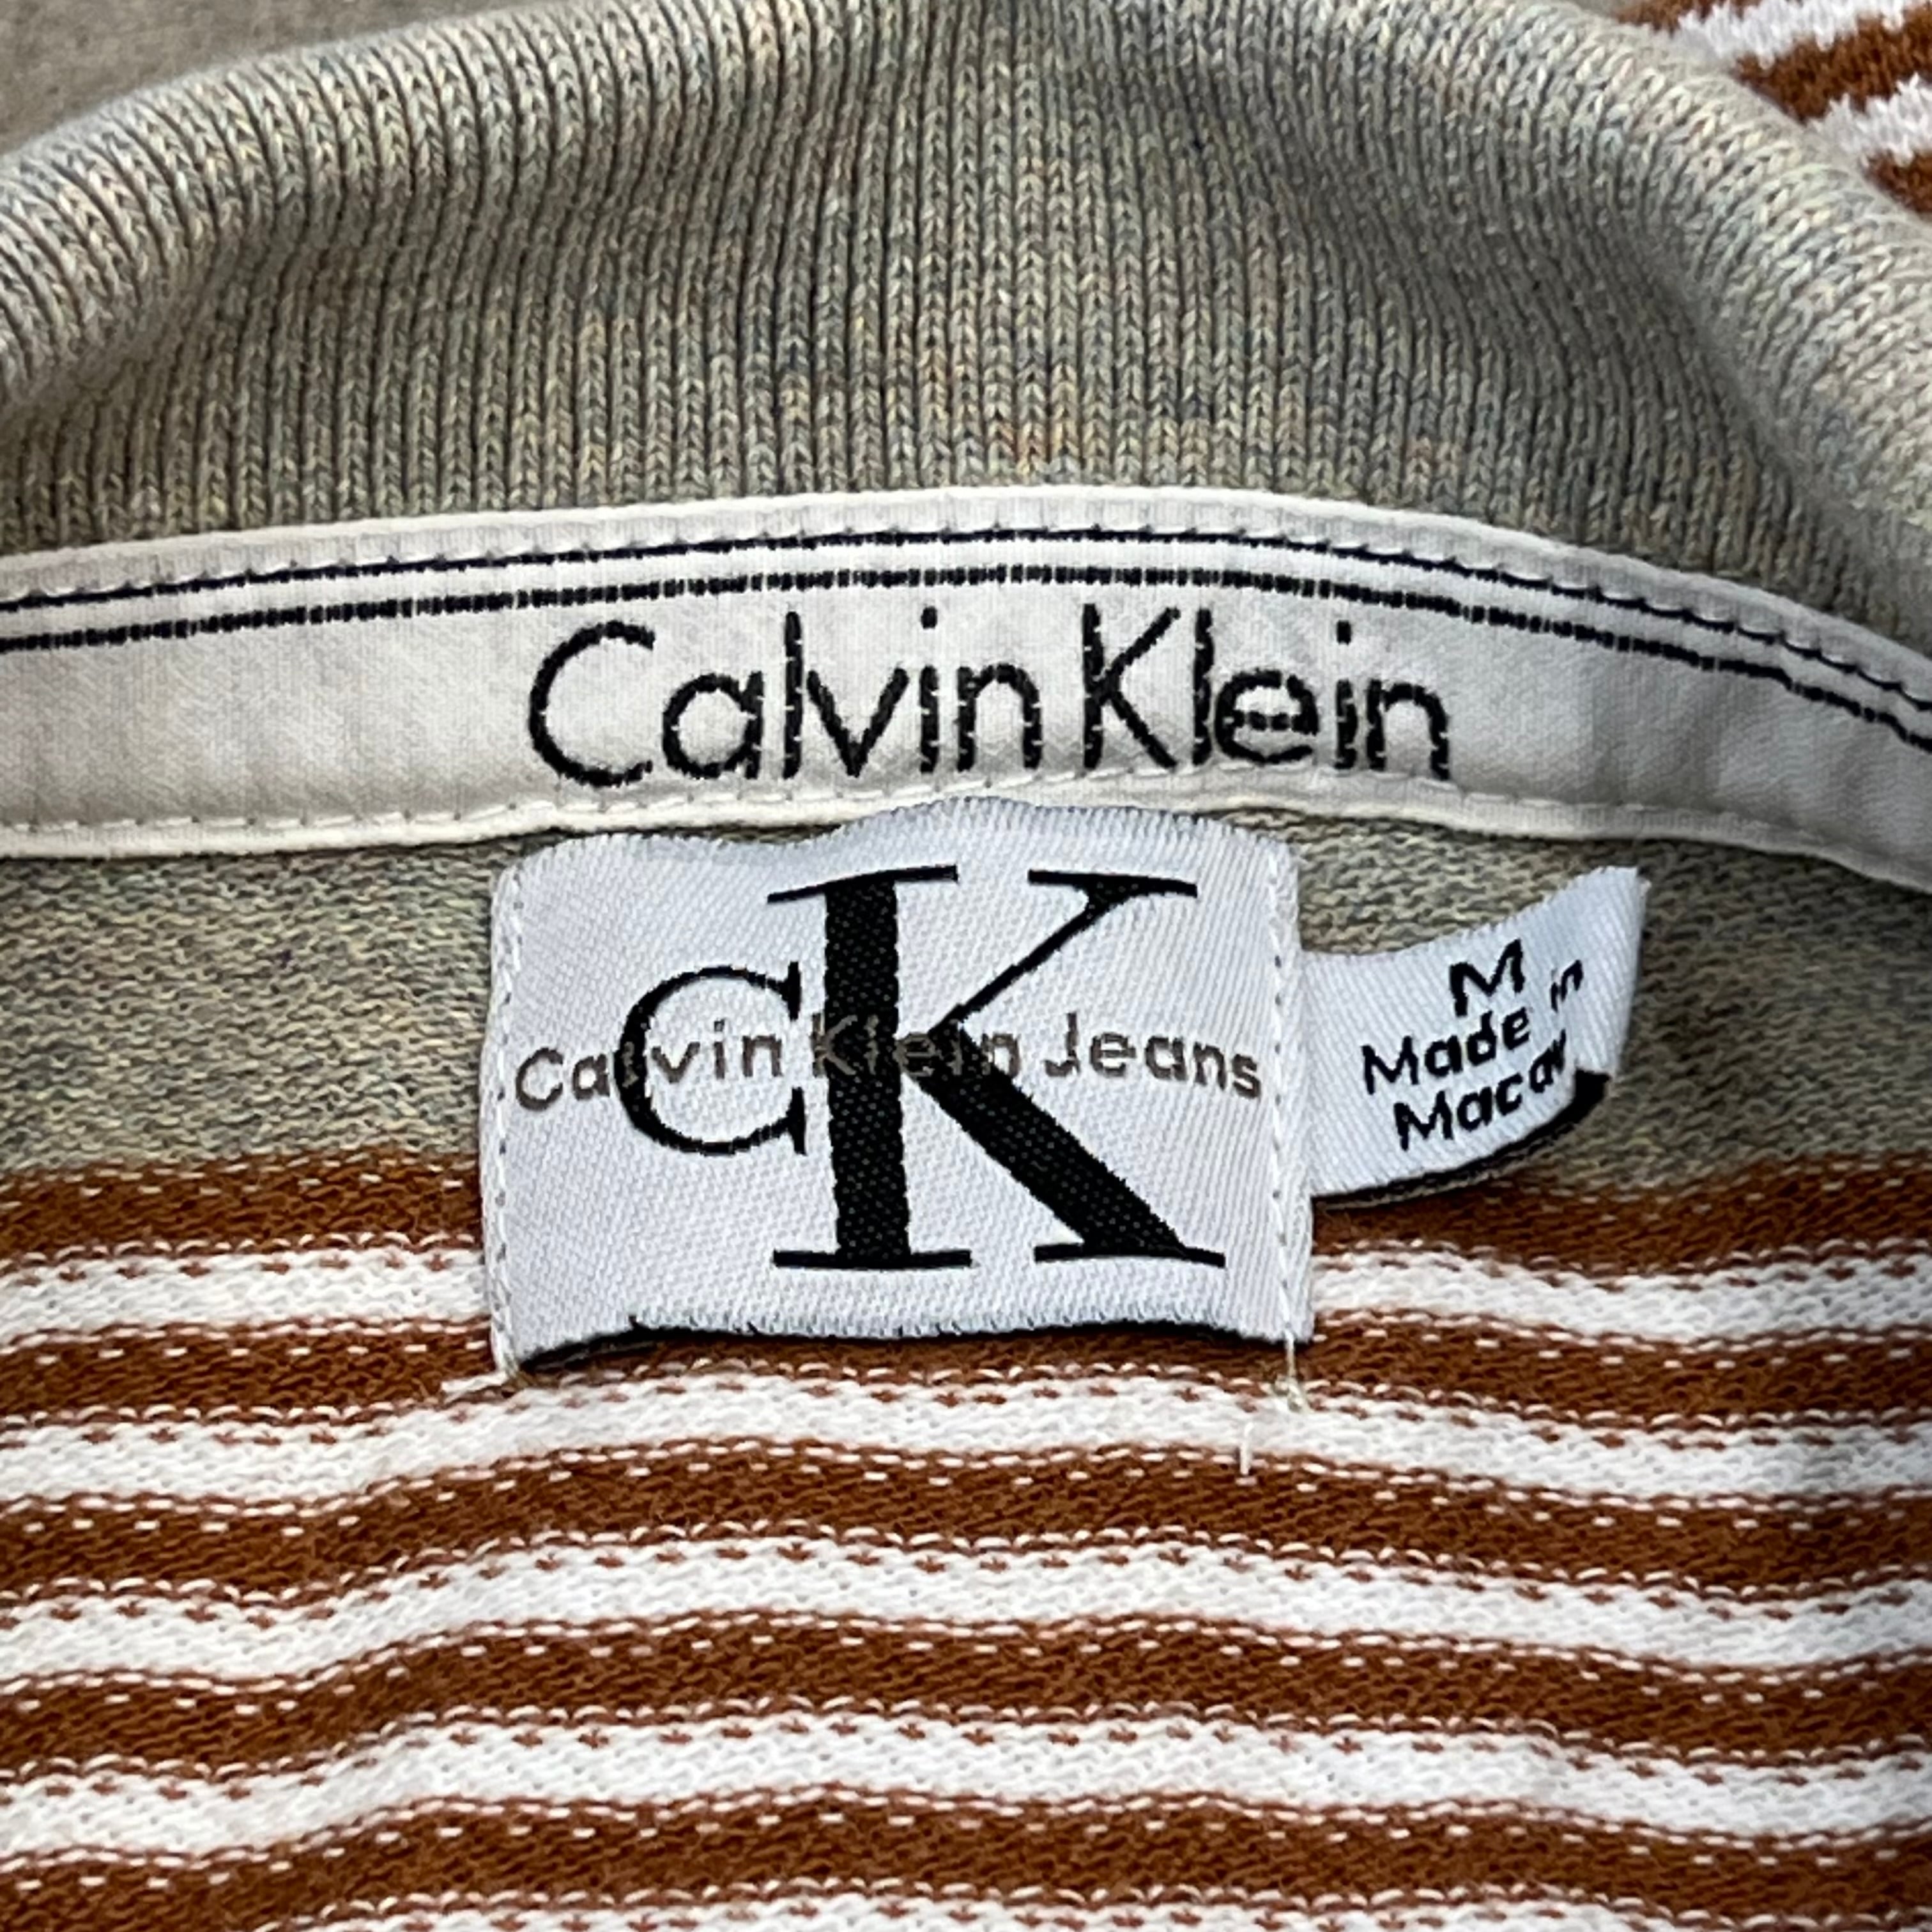 Calvin Klein
CK
Calvin Klein Jeans
M
Made in
Macau